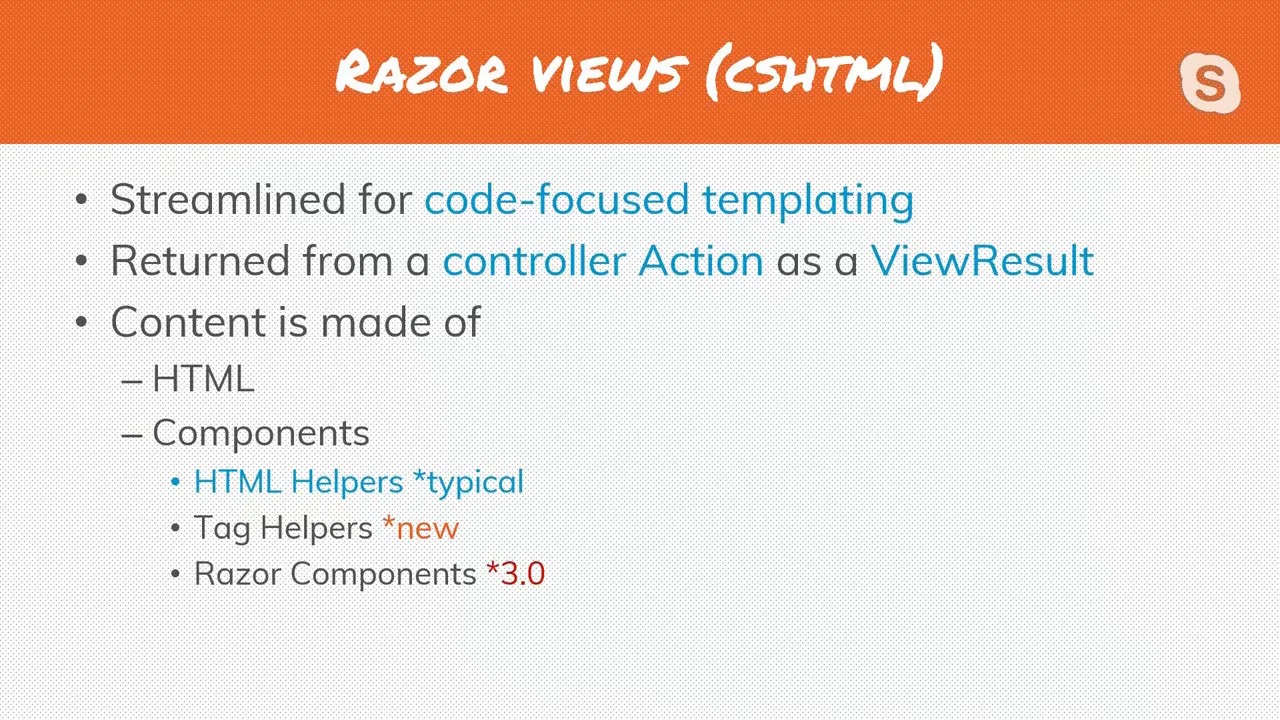 Razor views (cshtml)
S
• Streamlined for code-focused templating
• Returned from a controller Action as a ViewResult
• Content is made of
– HTML
– Components
• HTML Helpers *typical
• Tag Helpers *new
• Razor Components *3.0